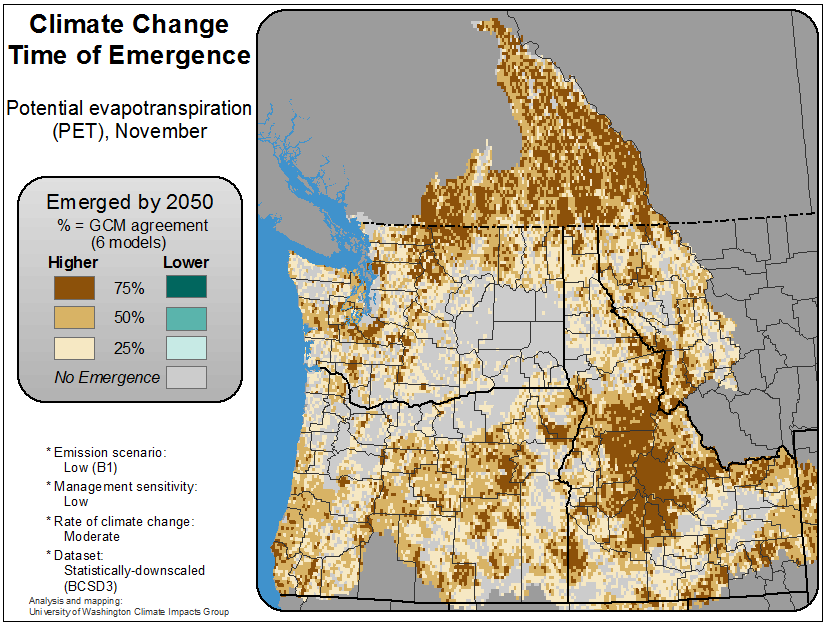 Climate Change
Time of Emergence
Potential evapotranspiration
(PET), November
Emerged by 2050
% = GCM agreement
(6 models)
Higher Lower
75%
50%
25%
No Emergence
* Emission scenario:
Low (B1)
* Management sensitivity:
Low
* Rate of climate change:
Moderate
* Dataset:
Statistically-downscaled
(BCSD3)
Analysis and mapping:
University of Washington Climate Impacts Group